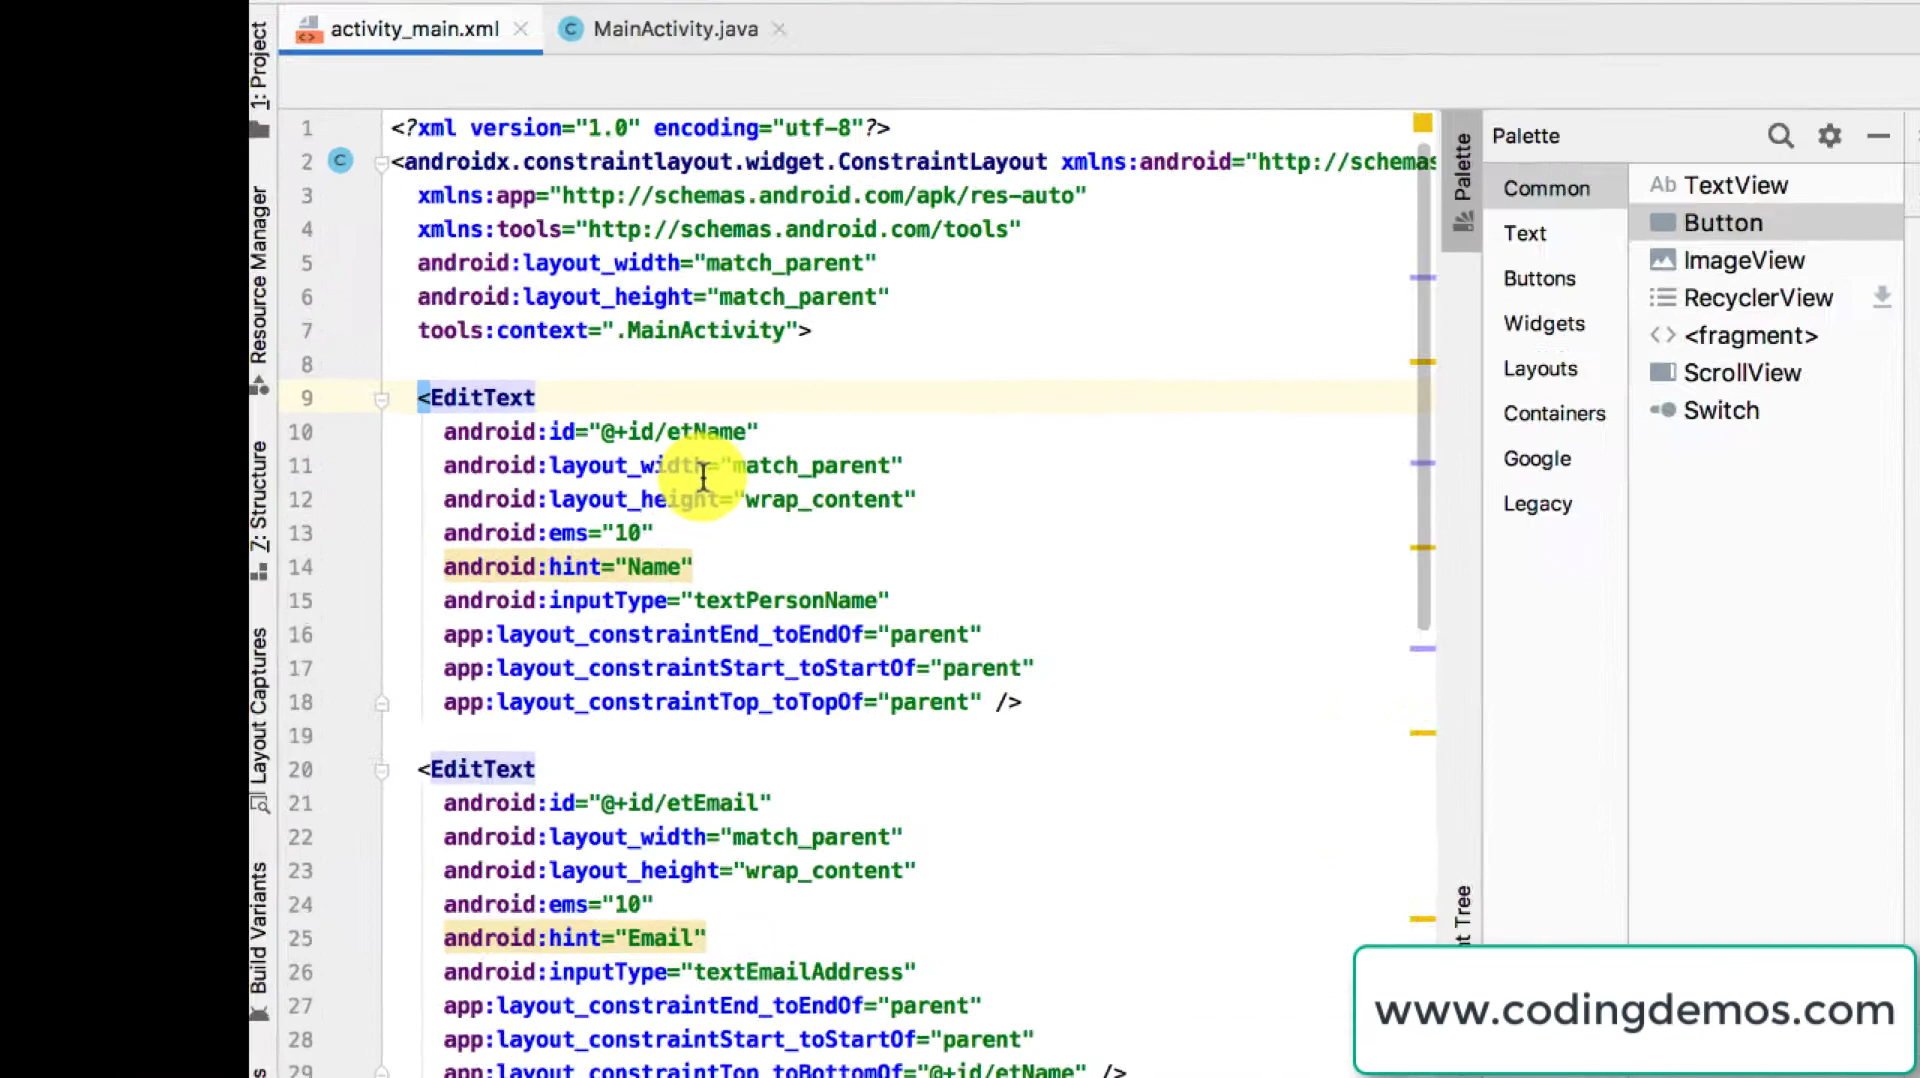 activity_main.xml
MainActivity.java
1: Project
Resource Manager
Z: Structure
Layout Captures
Build Variants
1 <?xml version="1.0" encoding="utf-8"?>
2 <androidx.constraintlayout.widget.ConstraintLayout xmlns:android="http://schemas
3 xmlns:app="http://schemas.android.com/apk/res-auto"
4 xmlns:tools="http://schemas.android.com/tools"
5 android:layout_width="match_parent"
6 android:layout_height="match_parent"
7 tools:context=".MainActivity">
8
9 <EditText
10 android:id="@+id/etName"
11 android:layout_width="match_parent"
12 android:layout_height="wrap_content"
13 android:ems="10"
14 android:hint="Name"
15 android:inputType="textPersonName"
16 app:layout_constraintEnd_toEndOf="parent"
17 app:layout_constraintStart_toStartOf="parent"
18 app:layout_constraintTop_toTopOf="parent" />
19
20 <EditText
21 android:id="@+id/etEmail"
22 android:layout_width="match_parent"
23 android:layout_height="wrap_content"
24 android:ems="10"
25 android:hint="Email"
26 android:inputType="textEmailAddress"
27 app:layout_constraintEnd_toEndOf="parent"
28 app:layout_constraintStart_toStartOf="parent"
29 app:layout_constraintTop_toBottomOf="@+id/etName" />
Palette
Palette
Common
Text
Buttons
Widgets
Layouts
Containers
Google
Legacy
Ab TextView
Button
ImageView
RecyclerView
<fragment>
ScrollView
Switch
Tree
www.codingdemos.com